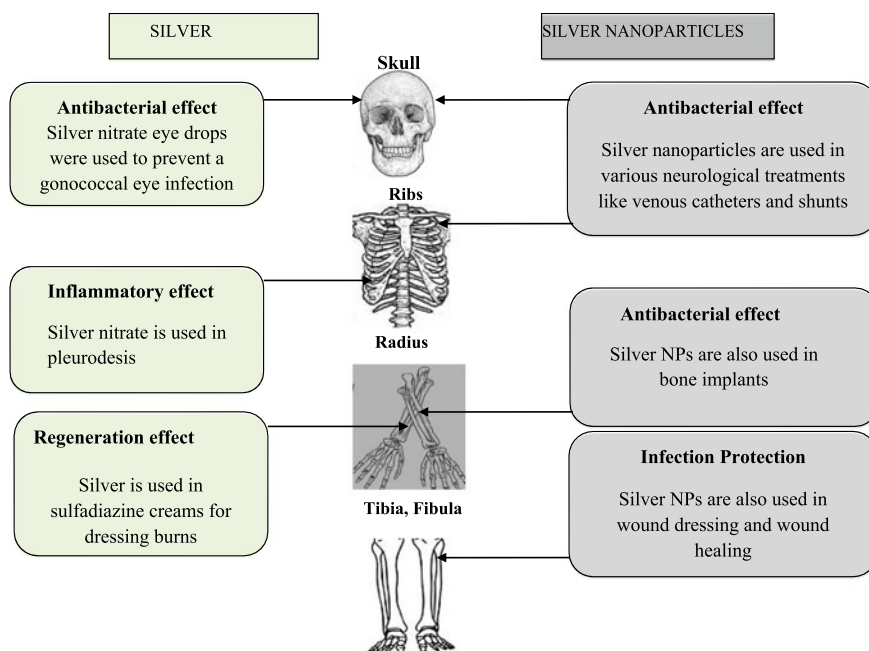 SILVER
SILVER NANOPARTICLES
Skull
Antibacterial effect
Silver nitrate eye drops
were used to prevent a
gonococcal eye infection
Antibacterial effect
Silver nanoparticles are used in
various neurological treatments
like venous catheters and shunts
Ribs
Inflammatory effect
Silver nitrate is used in
pleurodesis
Antibacterial effect
Silver NPs are also used in
bone implants
Radius
Regeneration effect
Silver is used in
sulfadiazine creams for
dressing burns
Infection Protection
Silver NPs are also used in
wound dressing and wound
healing
Tibia, Fibula